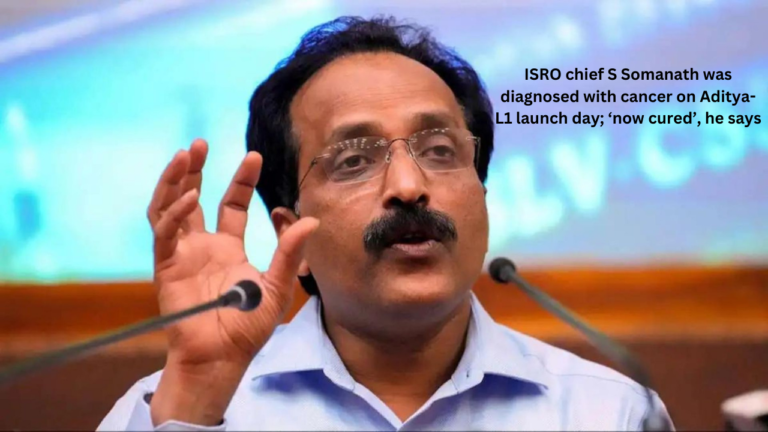 ISRO chief S Somanath was
diagnosed with cancer on Aditya-
L1 launch day; ‘now cured’, he says